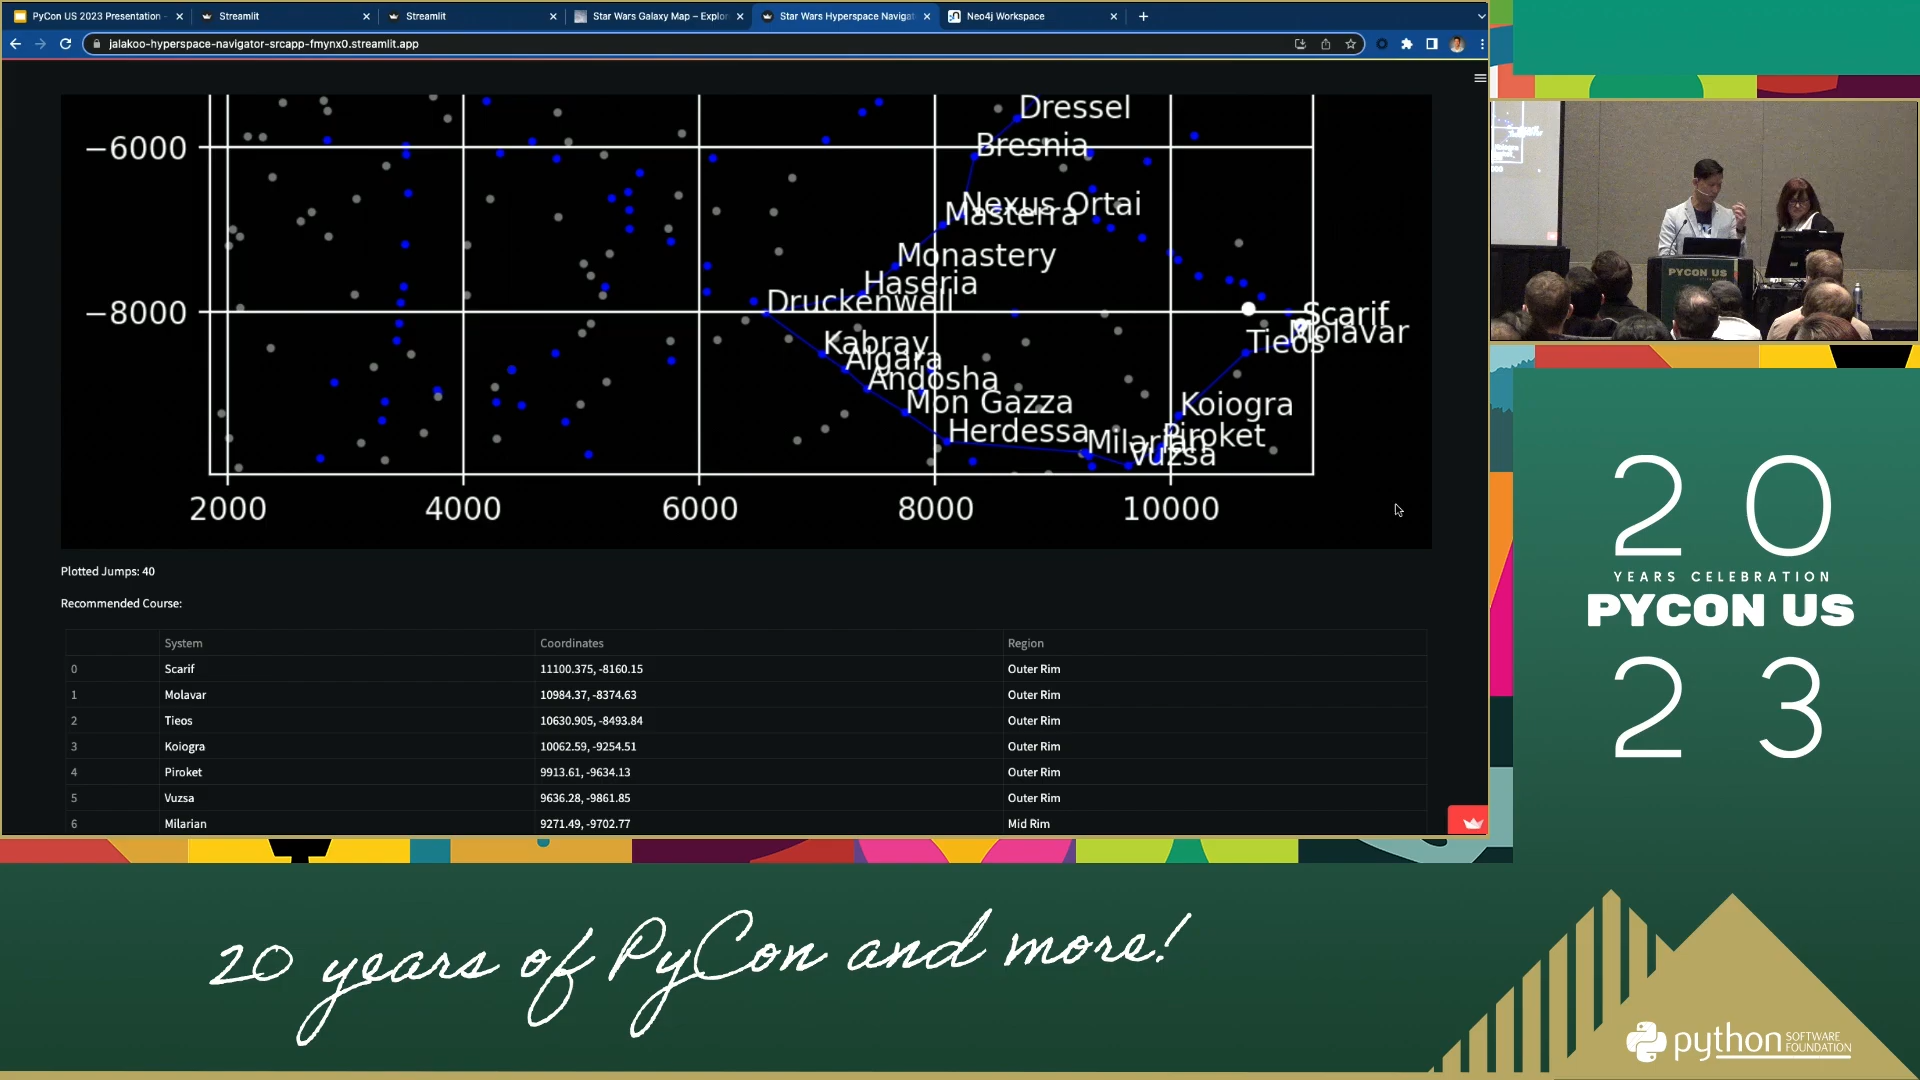 PyCon US 2023 Presentation
Streamlit
Streamlit
Star Wars Galaxy Map – Explor
Star Wars Hyperspace Navigat
Neo4j Workspace
jalakoo-hyperspace-navigator-srcapp-fmynx0.streamlit.app
Dressel
−6000
Bresnia
Nexus Ortai
Masterra
Monastery
Haseria
Druckenwell
−8000
Scarif
Molavar
Tieos
Kabray
Algara
Andosha
Mon Gazza
Koiogra
Herdessa
Milarian
Piroket
Vuzsa
2000 4000 6000 8000 10000
Plotted Jumps: 40
Recommended Course:
System Coordinates Region
0 Scarif 11100.375, -8160.15 Outer Rim
1 Molavar 10984.37, -8374.63 Outer Rim
2 Tieos 10630.905, -8493.84 Outer Rim
3 Koiogra 10062.59, -9254.51 Outer Rim
4 Piroket 9913.61, -9634.13 Outer Rim
5 Vuzsa 9636.28, -9861.85 Outer Rim
6 Milarian 9271.49, -9702.77 Mid Rim
PYCON US
20
YEARS CELEBRATION
PYCON US
23
20 years of PyCon and more!
python SOFTWARE
FOUNDATION